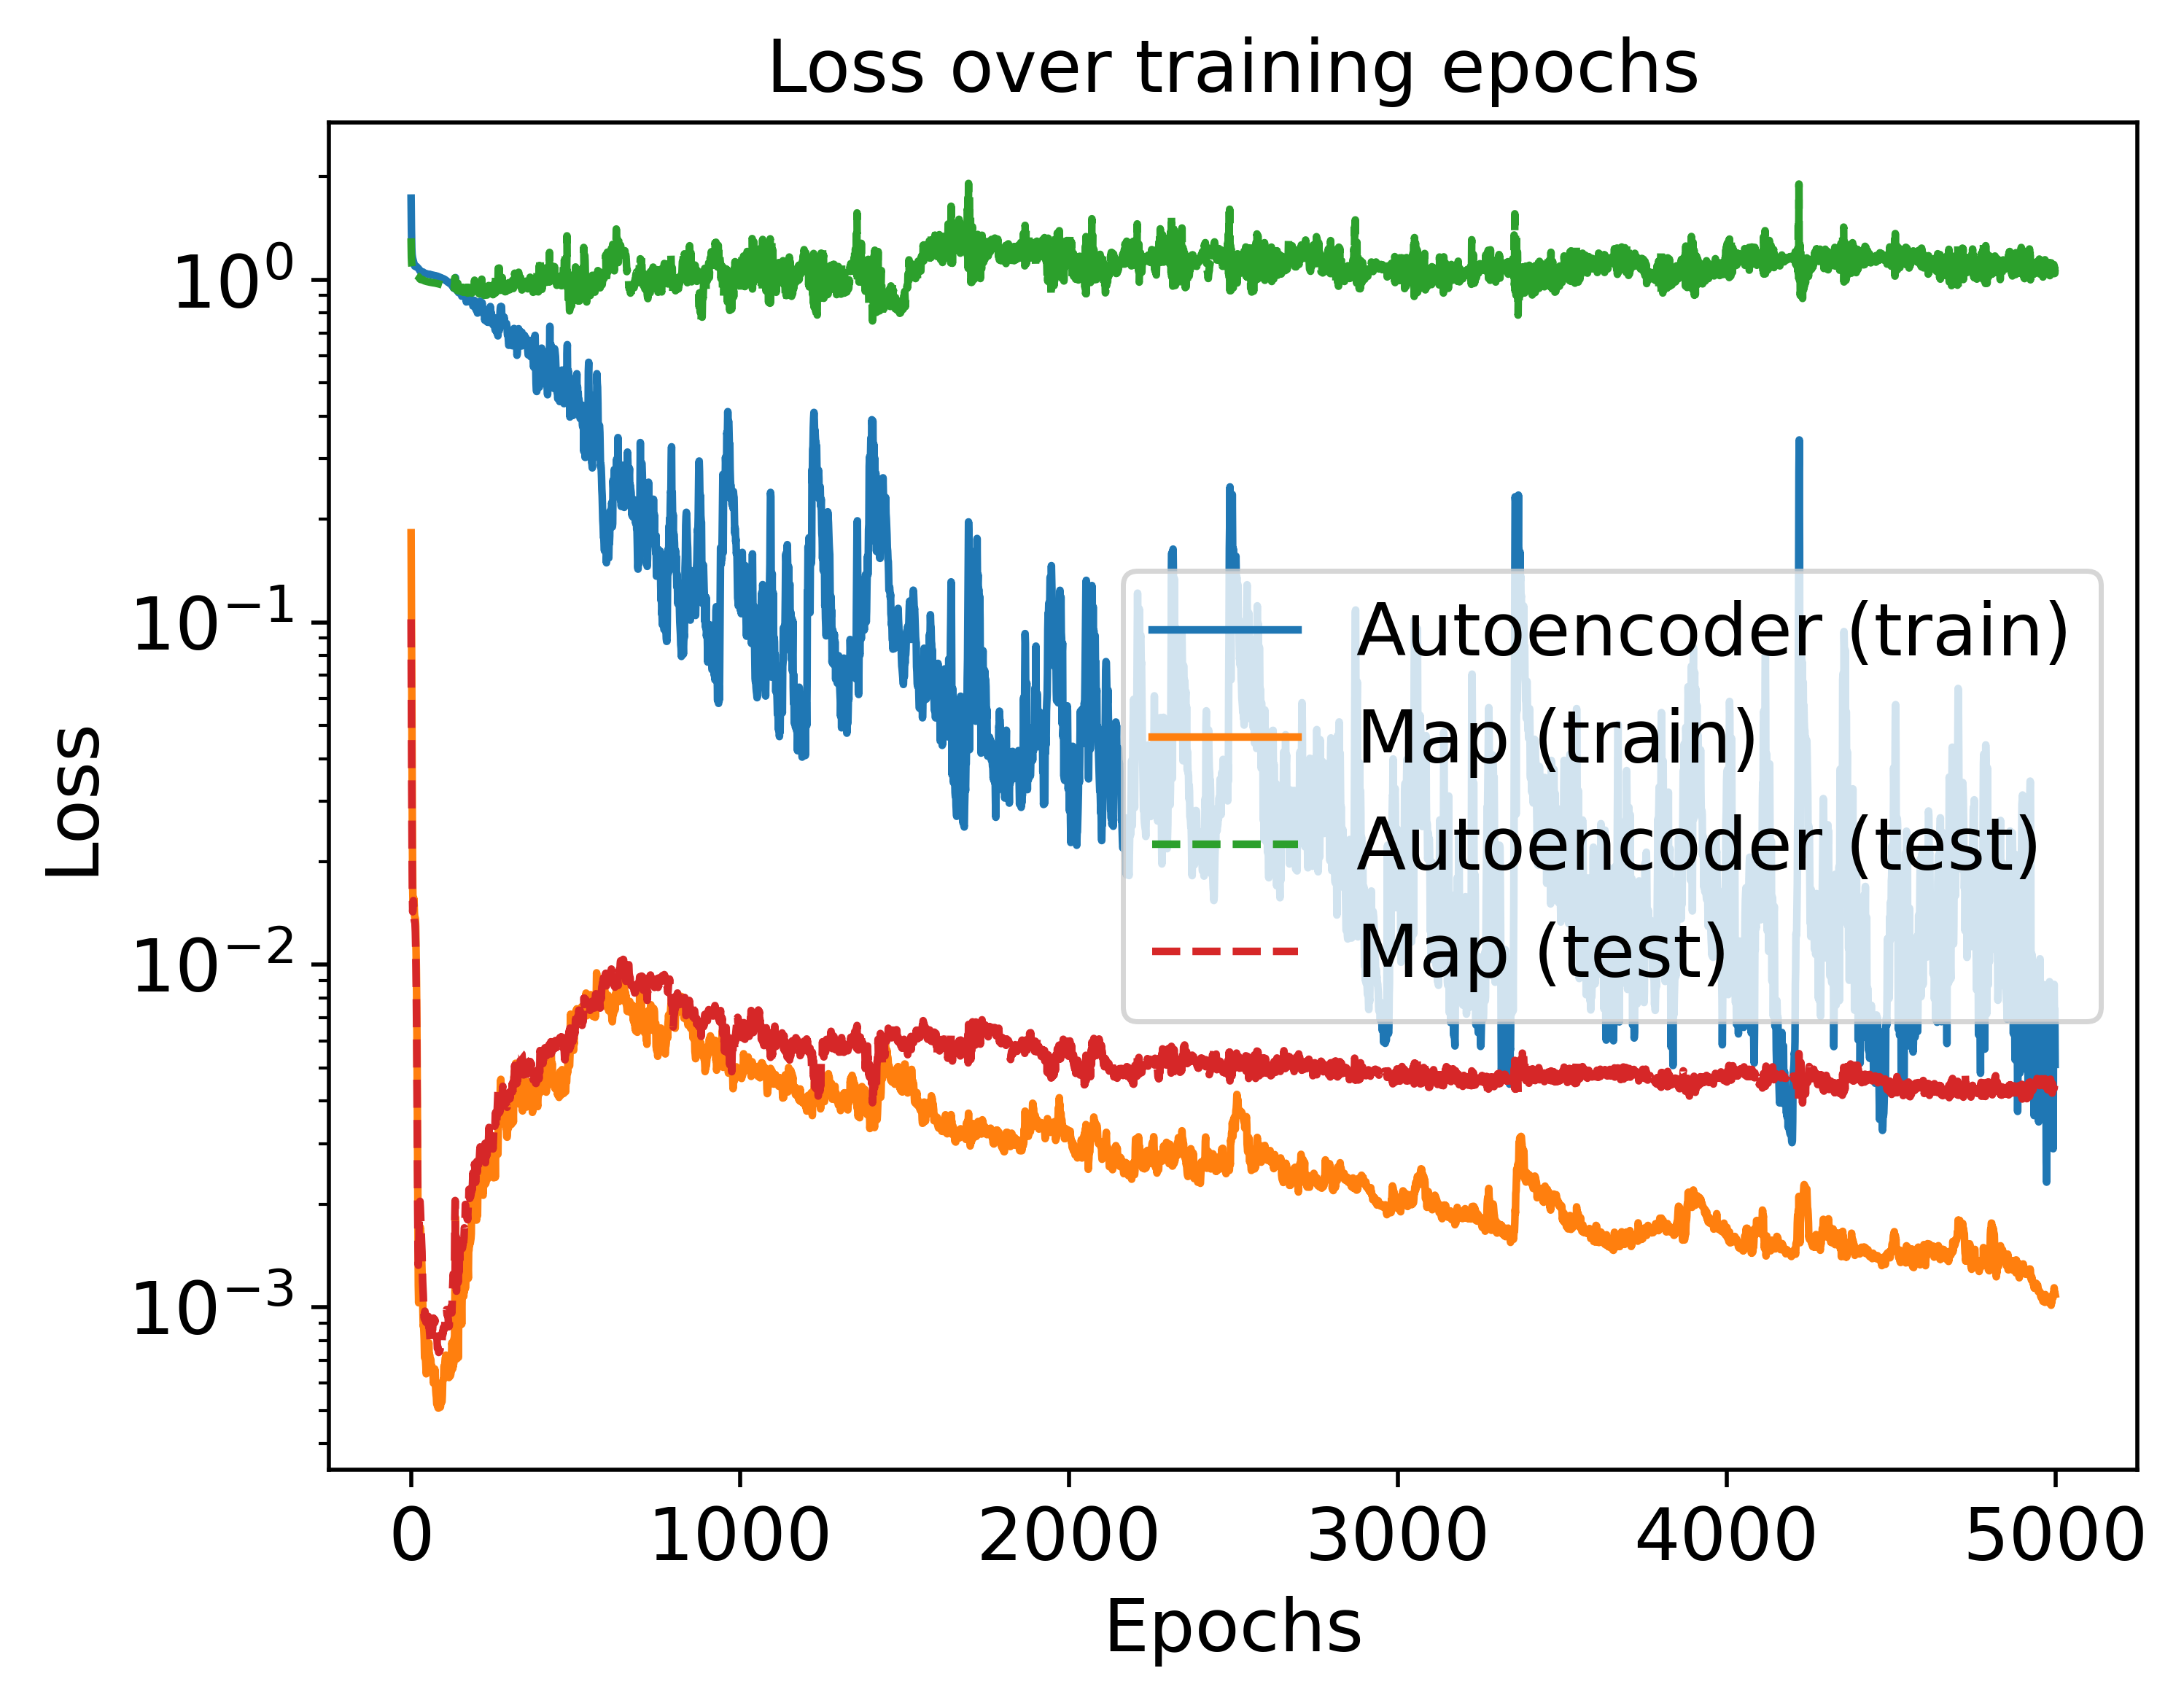 Loss over training epochs
10⁰
10⁻¹
10⁻²
10⁻³
Loss
Autoencoder (train)
Map (train)
Autoencoder (test)
Map (test)
0 1000 2000 3000 4000 5000
Epochs